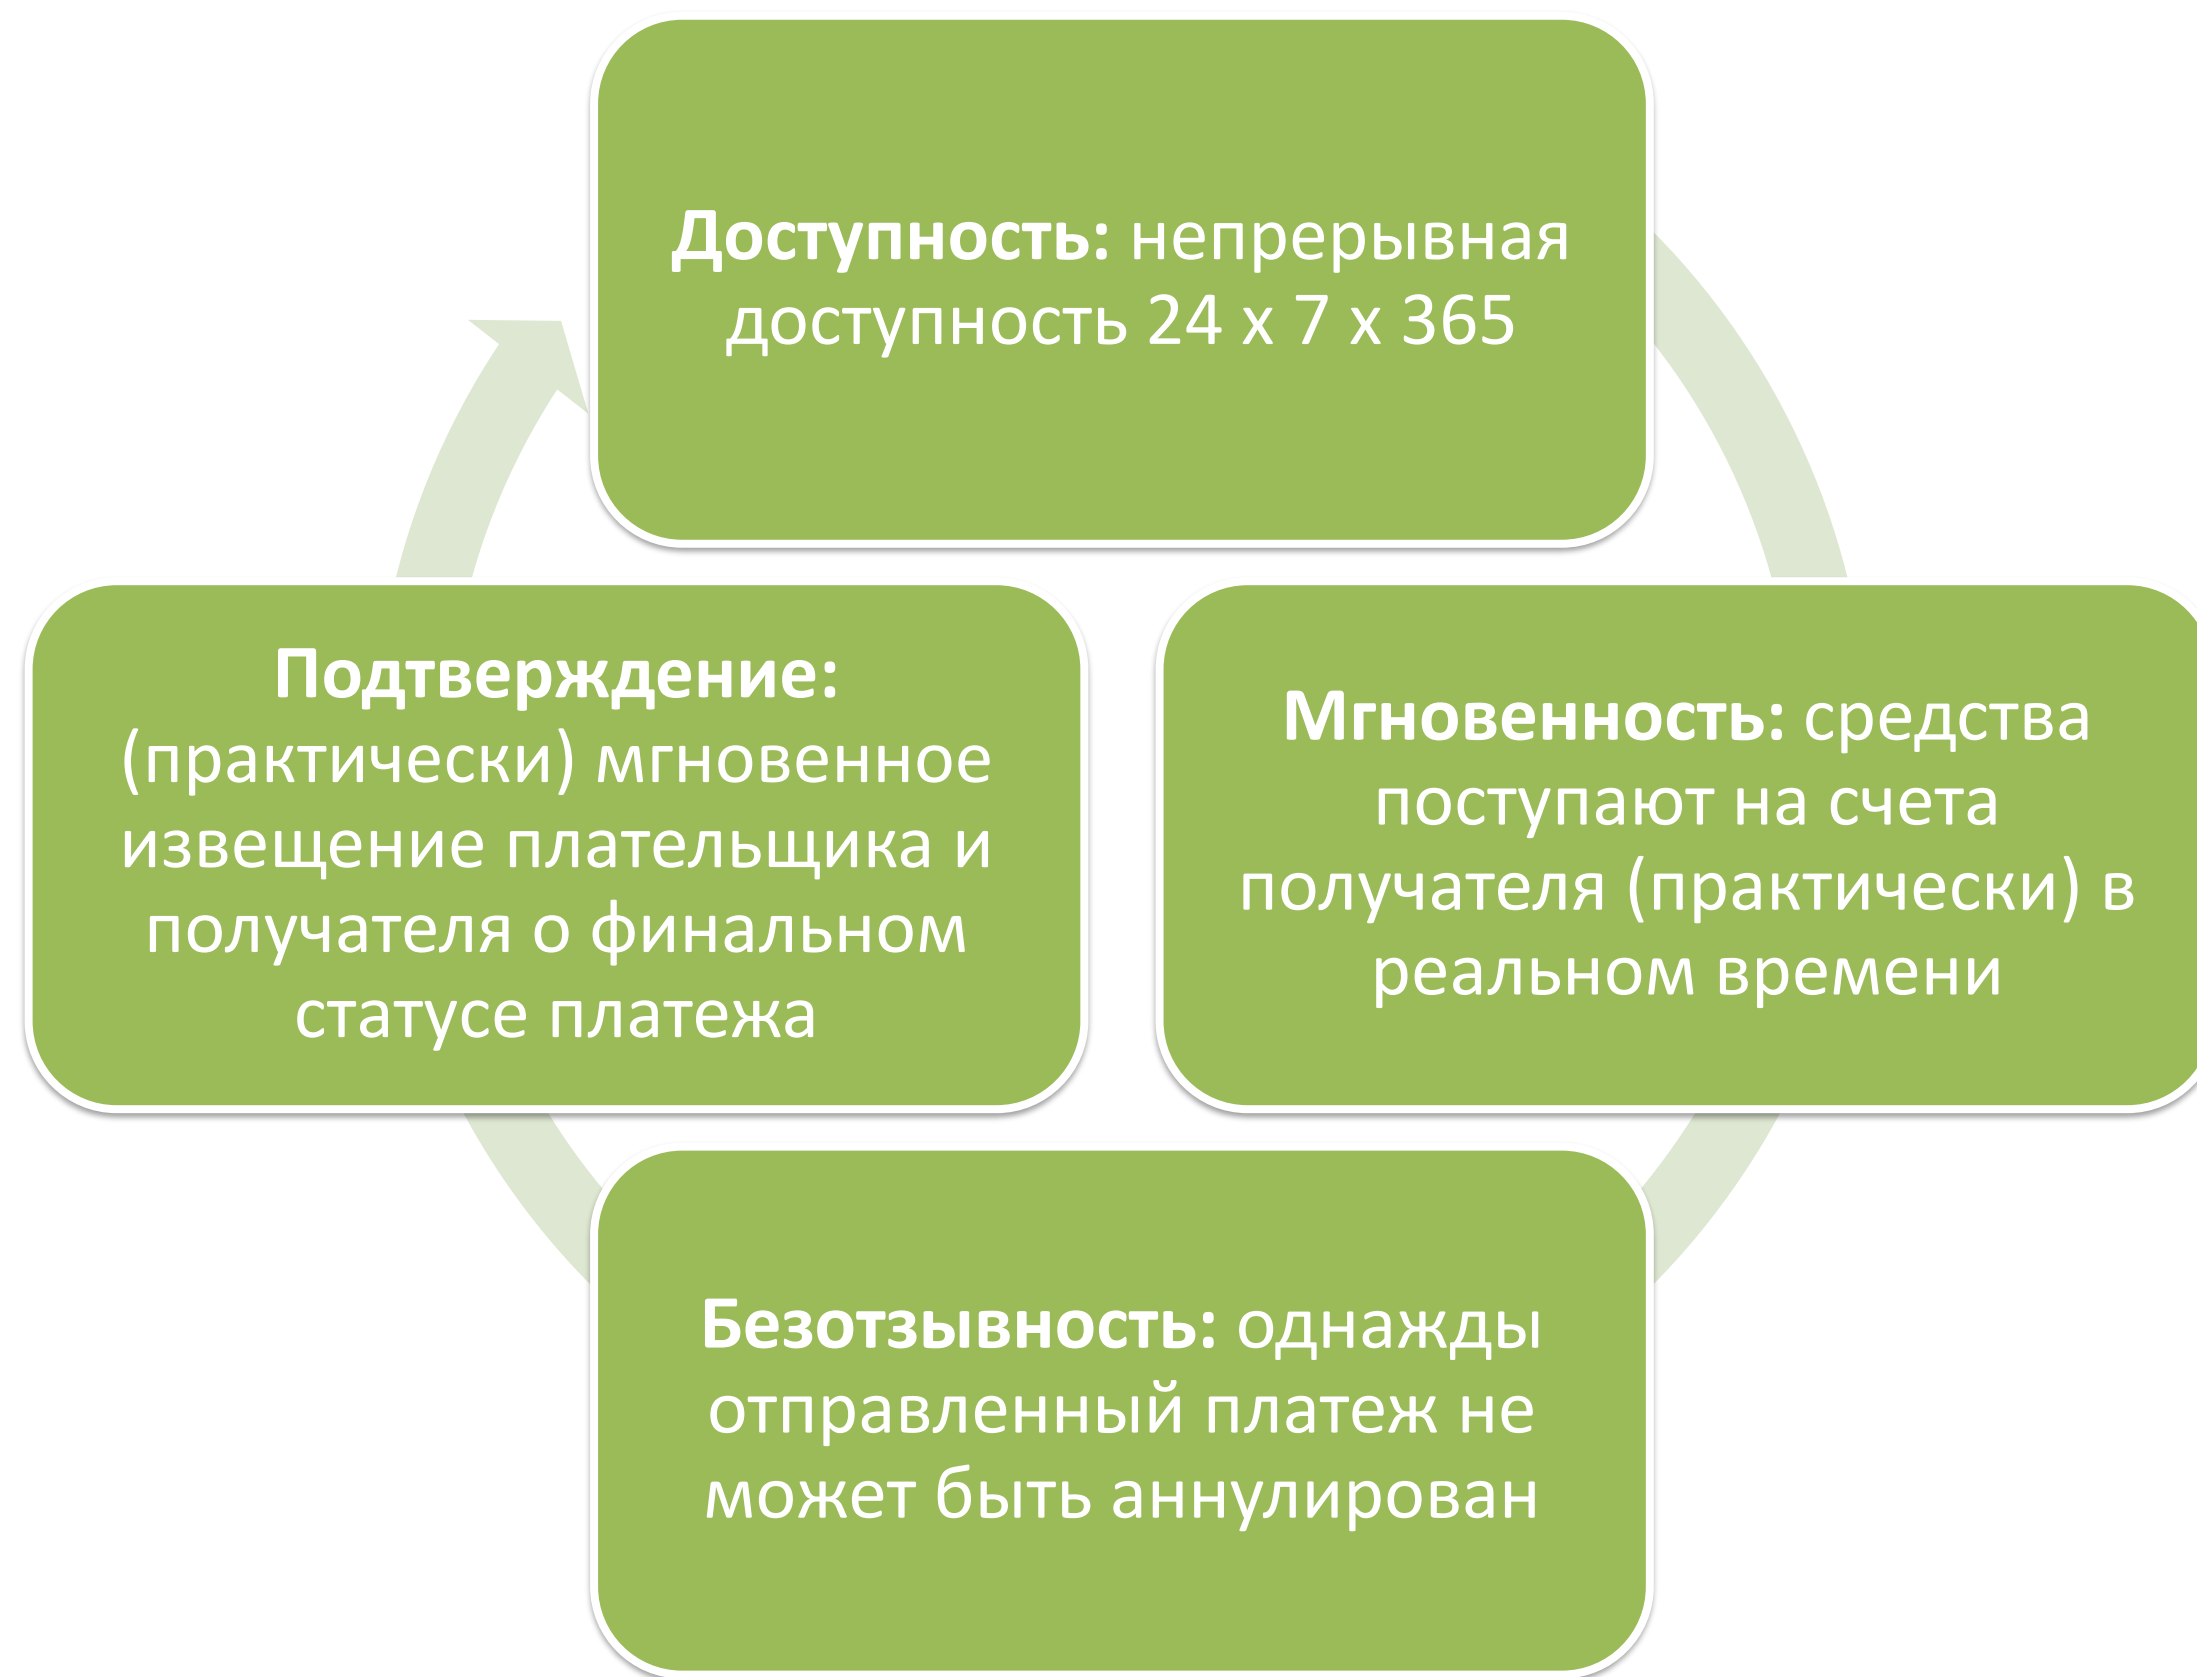 Доступность: непрерывная
доступность 24 x 7 x 365
Подтверждение:
(практически) мгновенное
извещение плательщика и
получателя о финальном
статусе платежа
Мгновенность: средства
поступают на счета
получателя (практически) в
реальном времени
Безотзывность: однажды
отправленный платеж не
может быть аннулирован